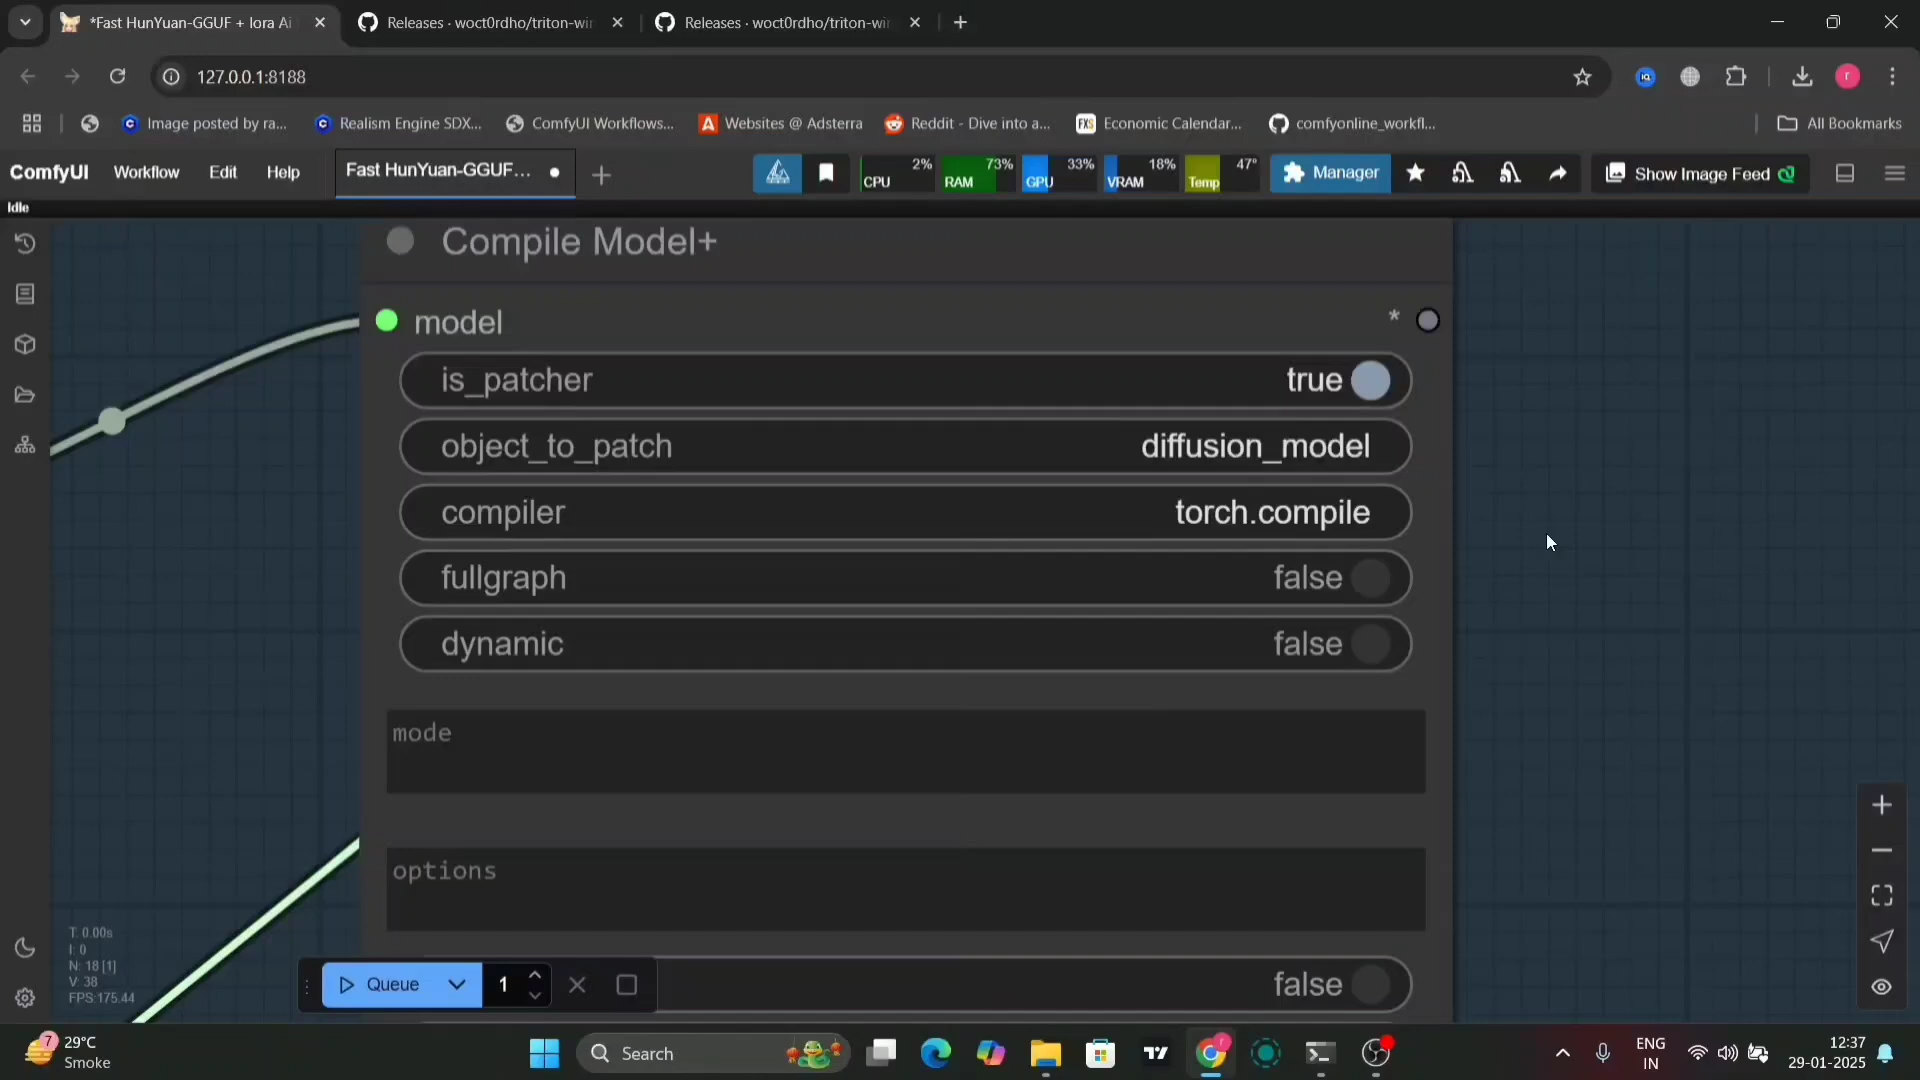 *Fast HunYuan-GGUF + lora Ai
Releases · woct0rdho/triton-wi
Releases · woct0rdho/triton-wi
127.0.0.1:8188
Image posted by ra...
Realism Engine SDX...
ComfyUI Workflows...
Websites @ Adsterra
Reddit - Dive into a...
FXS
Economic Calendar...
comfyonline_workfl...
All Bookmarks
ComfyUI
Workflow
Edit
Help
Fast HunYuan-GGUF...
CPU 2%
RAM 73%
GPU 33%
VRAM 18%
Temp 47°
Manager
Show Image Feed
Idle
Compile Model+
model *
is_patcher true
object_to_patch diffusion_model
compiler torch.compile
fullgraph false
dynamic false
mode
options
false
T: 0.00s
I: 0
N: 18 [1]
V: 38
FPS:175.44
Queue 1
7
29°C
Smoke
Search
ENG
IN
12:37
29-01-2025